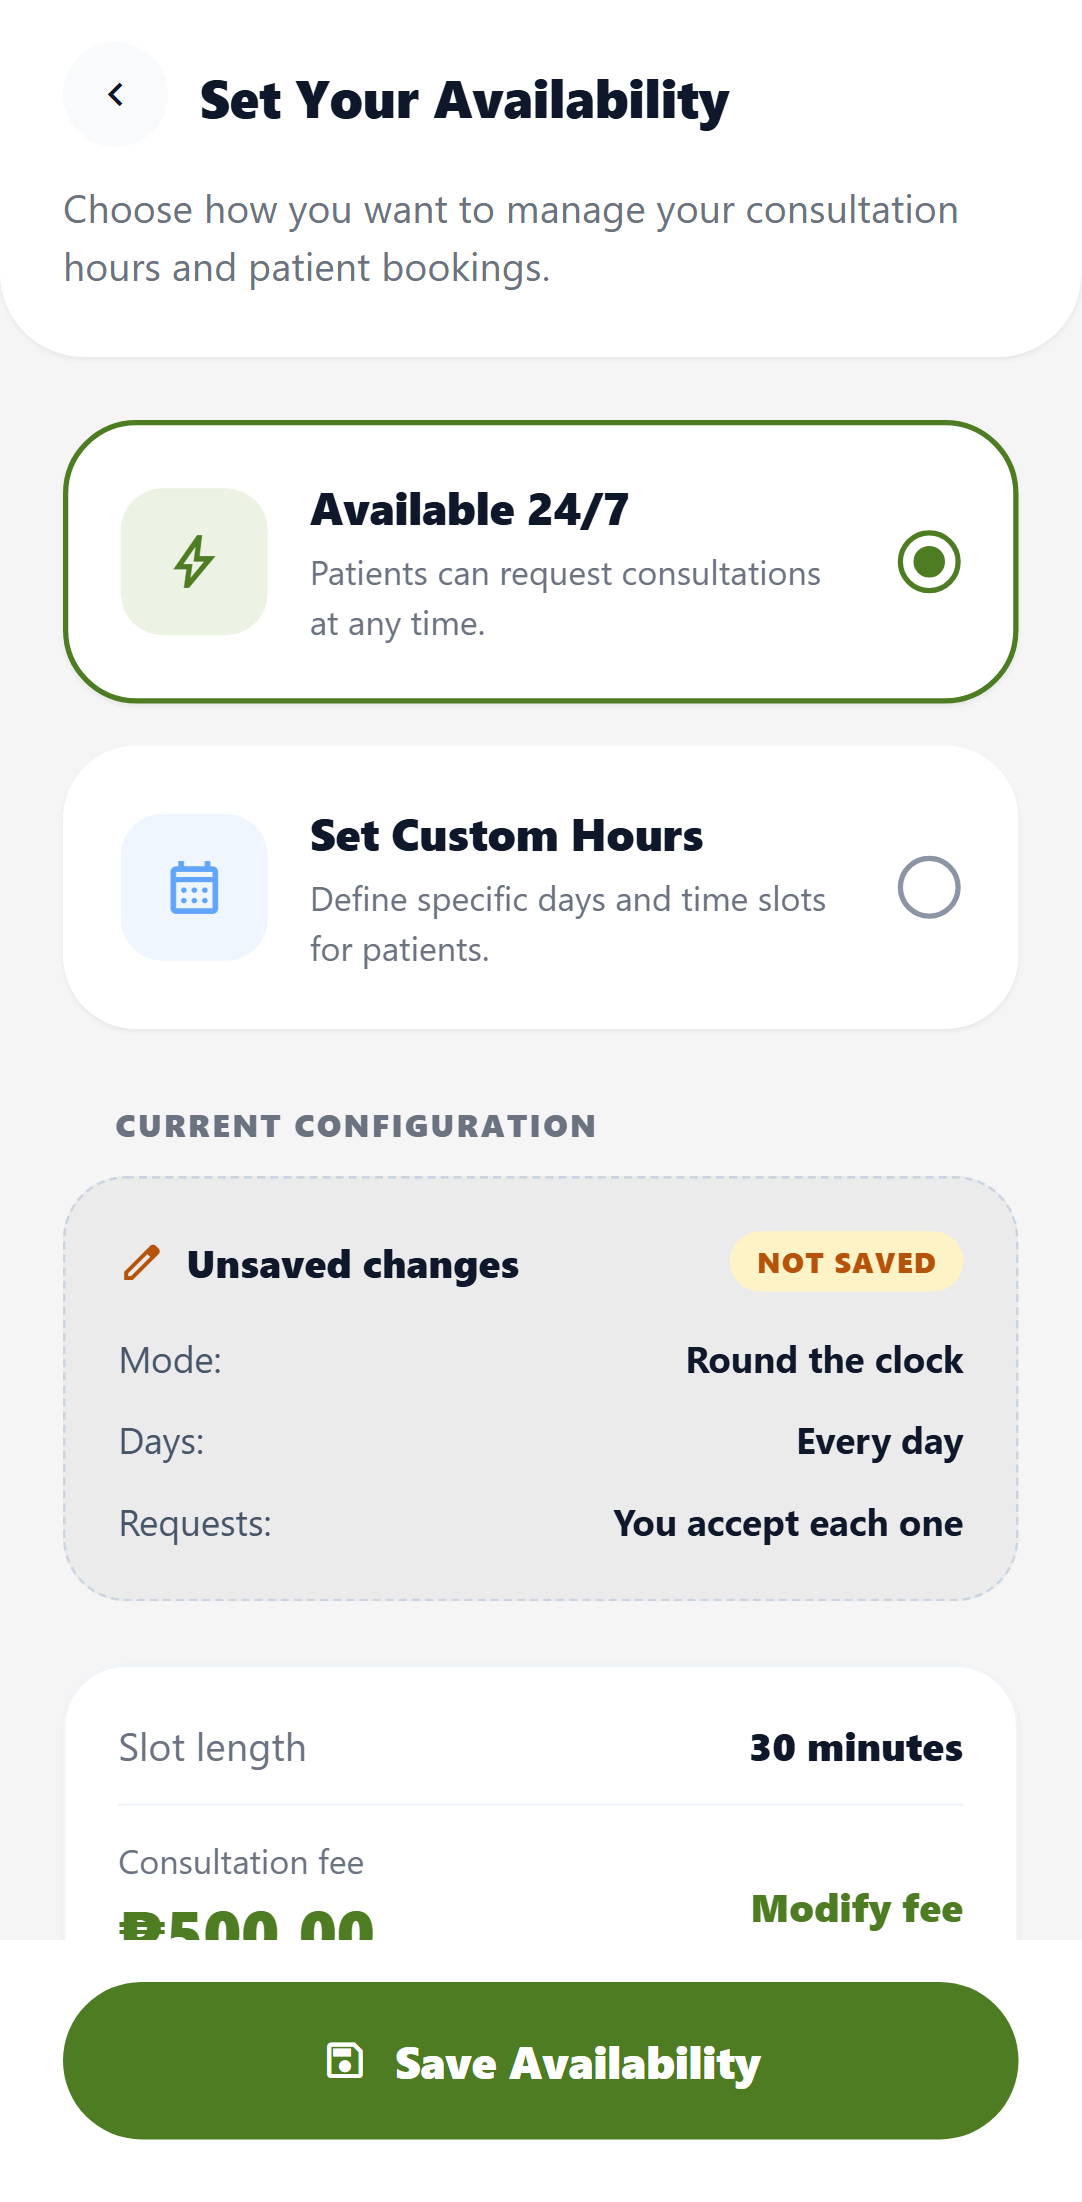 Set Your Availability
Choose how you want to manage your consultation
hours and patient bookings.
Available 24/7
Patients can request consultations
at any time.
Set Custom Hours
Define specific days and time slots
for patients.
CURRENT CONFIGURATION
Unsaved changes
NOT SAVED
Mode:
Round the clock
Days:
Every day
Requests:
You accept each one
Slot length
30 minutes
Consultation fee
₱500.00
Modify fee
Save Availability